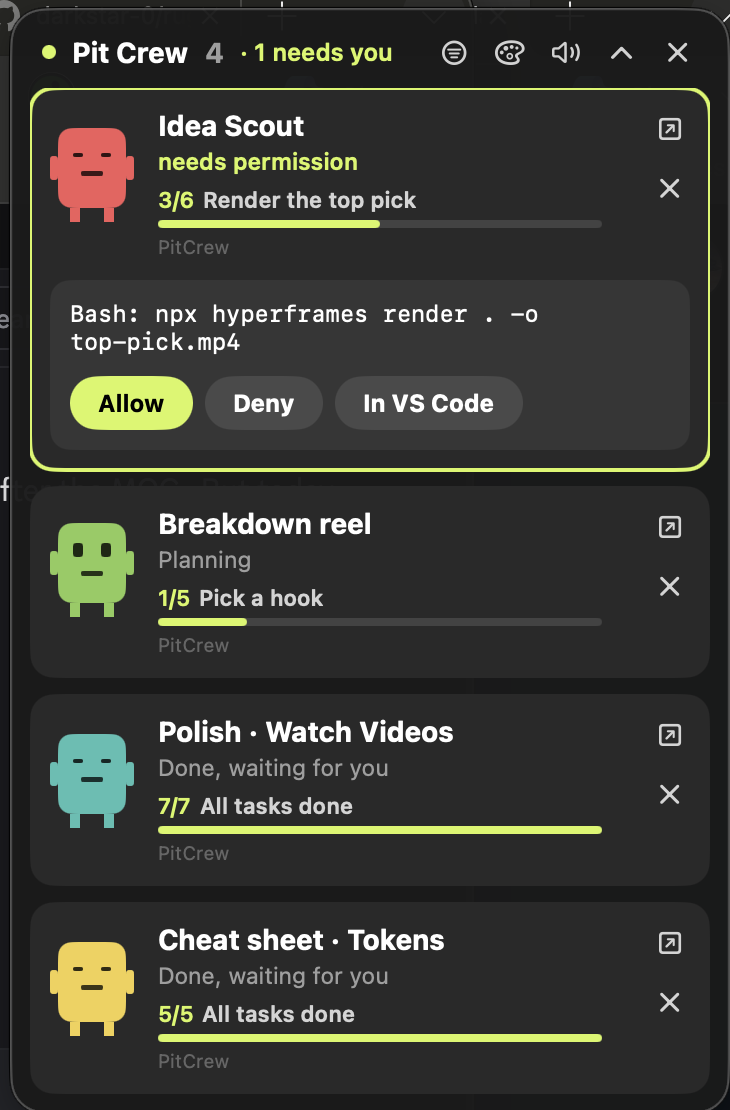 Pit Crew 4 · 1 needs you
Idea Scout
needs permission
3/6 Render the top pick
PitCrew
Bash: npx hyperframes render . -o
top-pick.mp4
Allow Deny In VS Code
Breakdown reel
Planning
1/5 Pick a hook
PitCrew
Polish · Watch Videos
Done, waiting for you
7/7 All tasks done
PitCrew
Cheat sheet · Tokens
Done, waiting for you
5/5 All tasks done
PitCrew